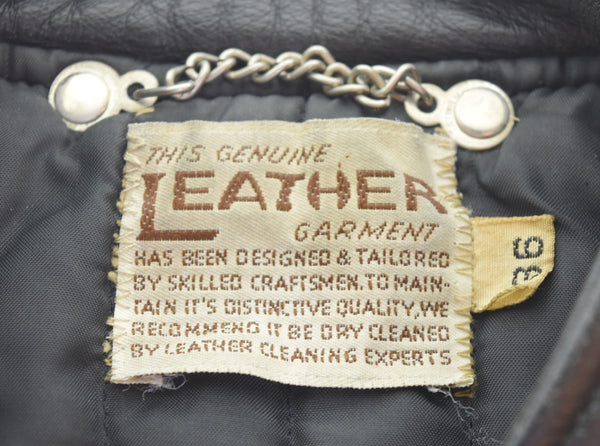 THIS GENUINE
LEATHER
GARMENT
HAS BEEN DESIGNED & TAILORED
BY SKILLED CRAFTSMEN. TO MAIN-
TAIN IT'S DISTINCTIVE QUALITY, WE
RECOMMEND IT BE DRY CLEANED
BY LEATHER CLEANING EXPERTS
36